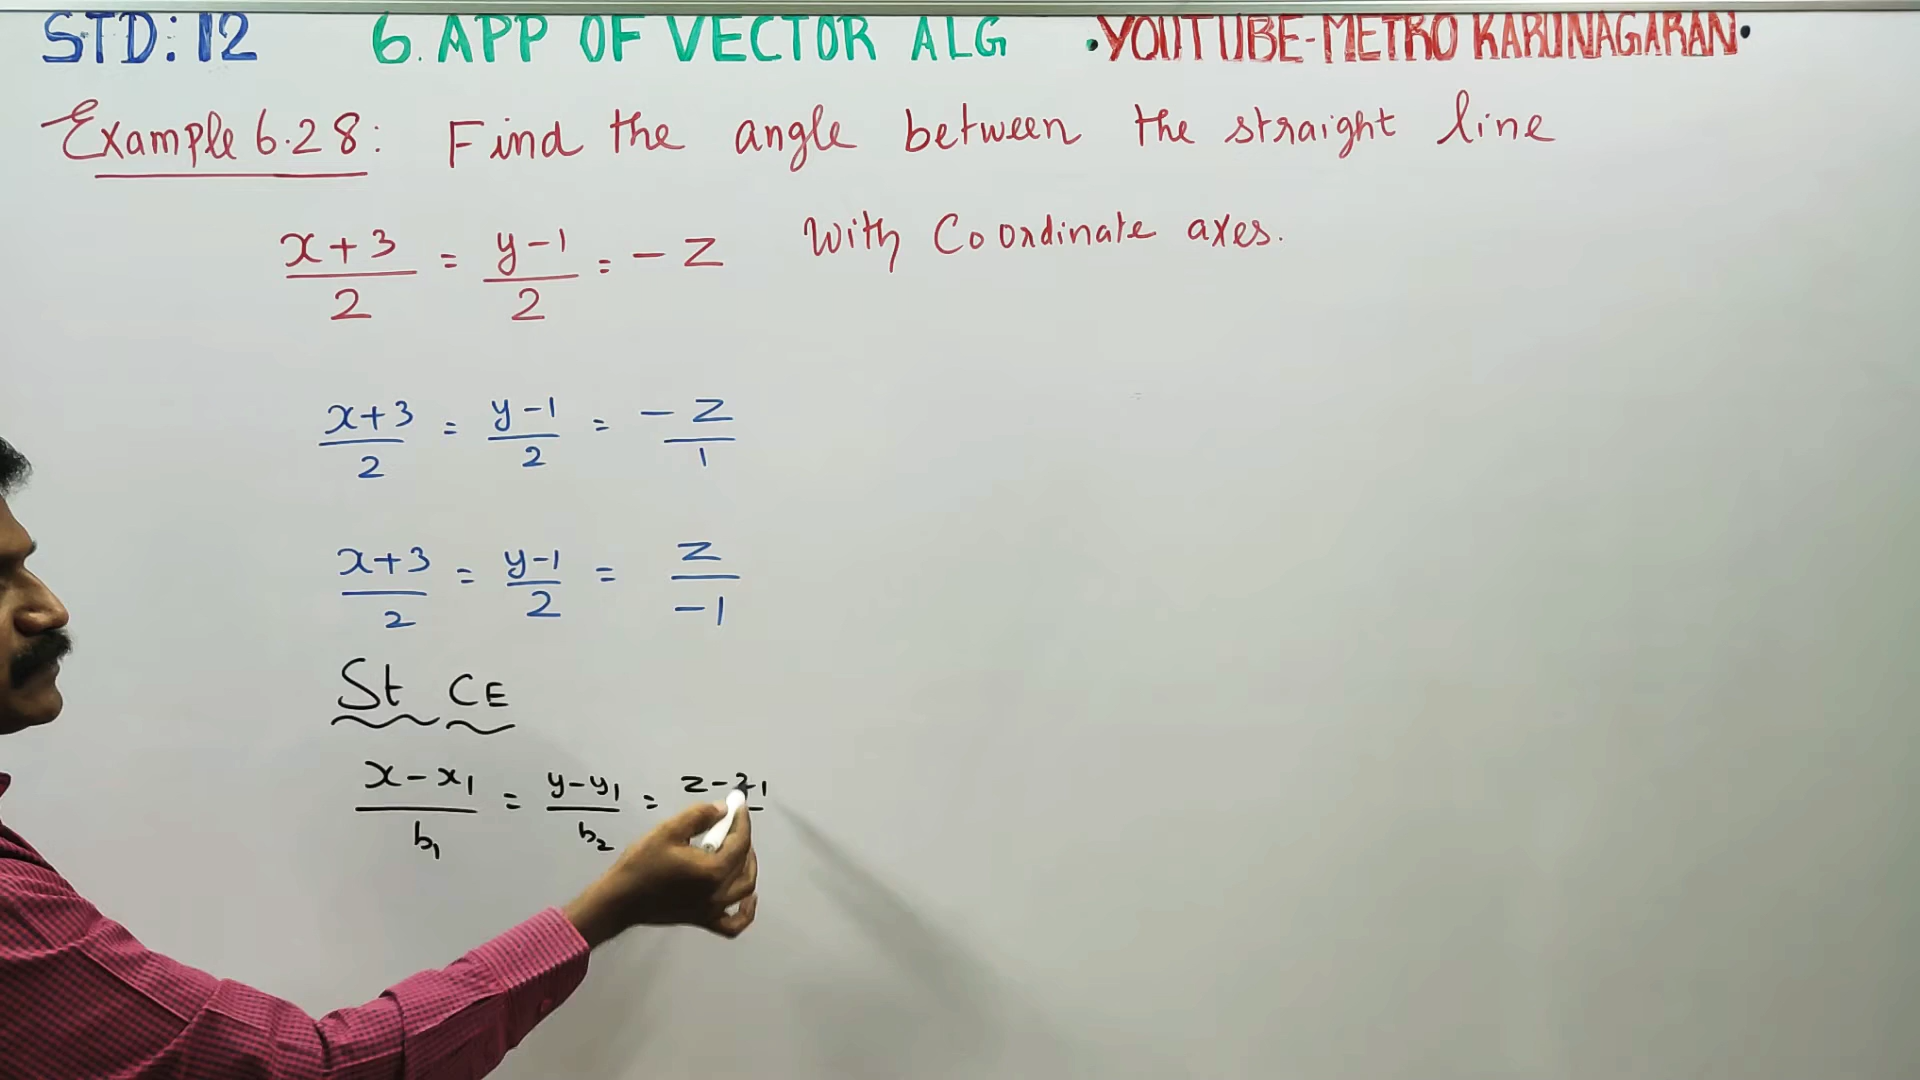 STD: 12 6. APP OF VECTOR ALG •YOUTUBE-METRO KARUNAGARAN•
Example 6.28: Find the angle between the straight line
x+3/2 = y-1/2 = -z with Coordinate axes.
x+3/2 = y-1/2 = -z/1
x+3/2 = y-1/2 = z/-1
St CE
x-x₁/b₁ = y-y₁/b₂ = z-z₁